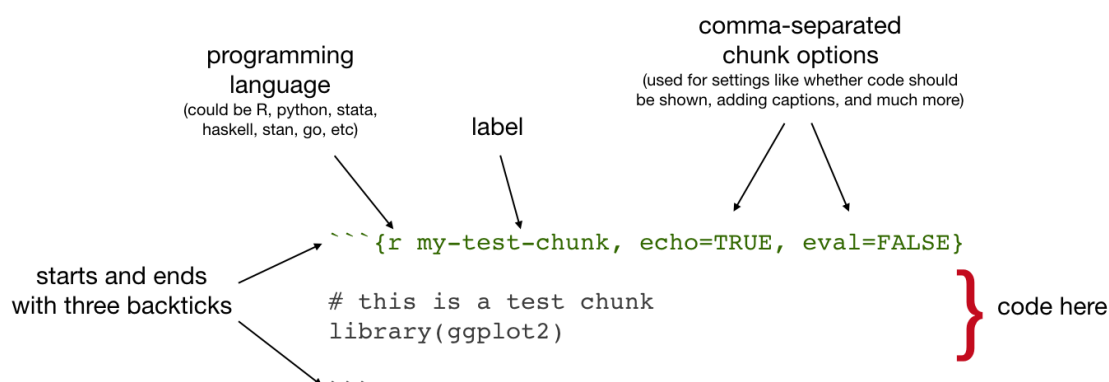 comma-separated
chunk options
(used for settings like whether code should
be shown, adding captions, and much more)
programming
language
(could be R, python, stata,
haskell, stan, go, etc)
label
```{r my-test-chunk, echo=TRUE, eval=FALSE}
starts and ends
with three backticks
# this is a test chunk
library(ggplot2)
code here
```